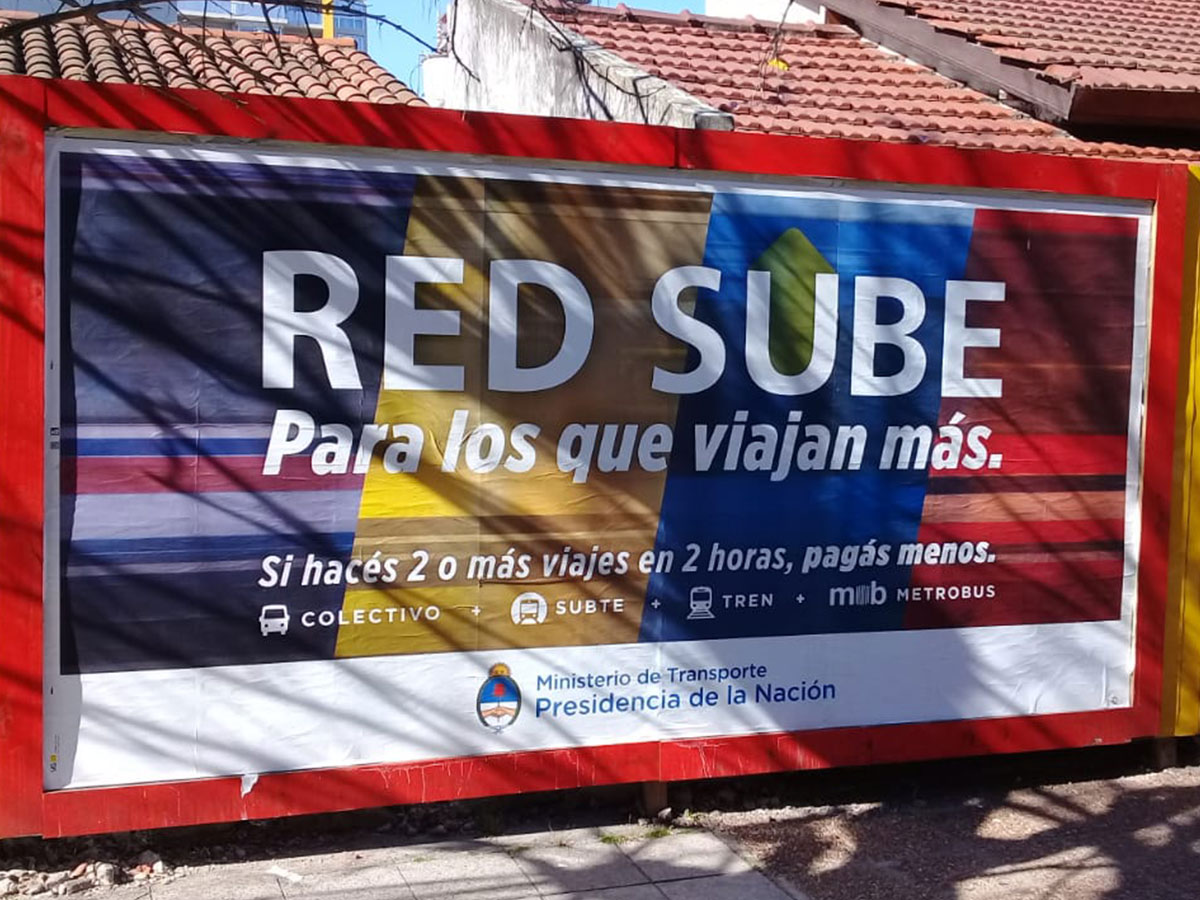 RED SUBE
Para los que viajan más.
Si hacés 2 o más viajes en 2 horas, pagás menos.
COLECTIVO + SUBTE + TREN + mbb METROBUS
Ministerio de Transporte
Presidencia de la Nación